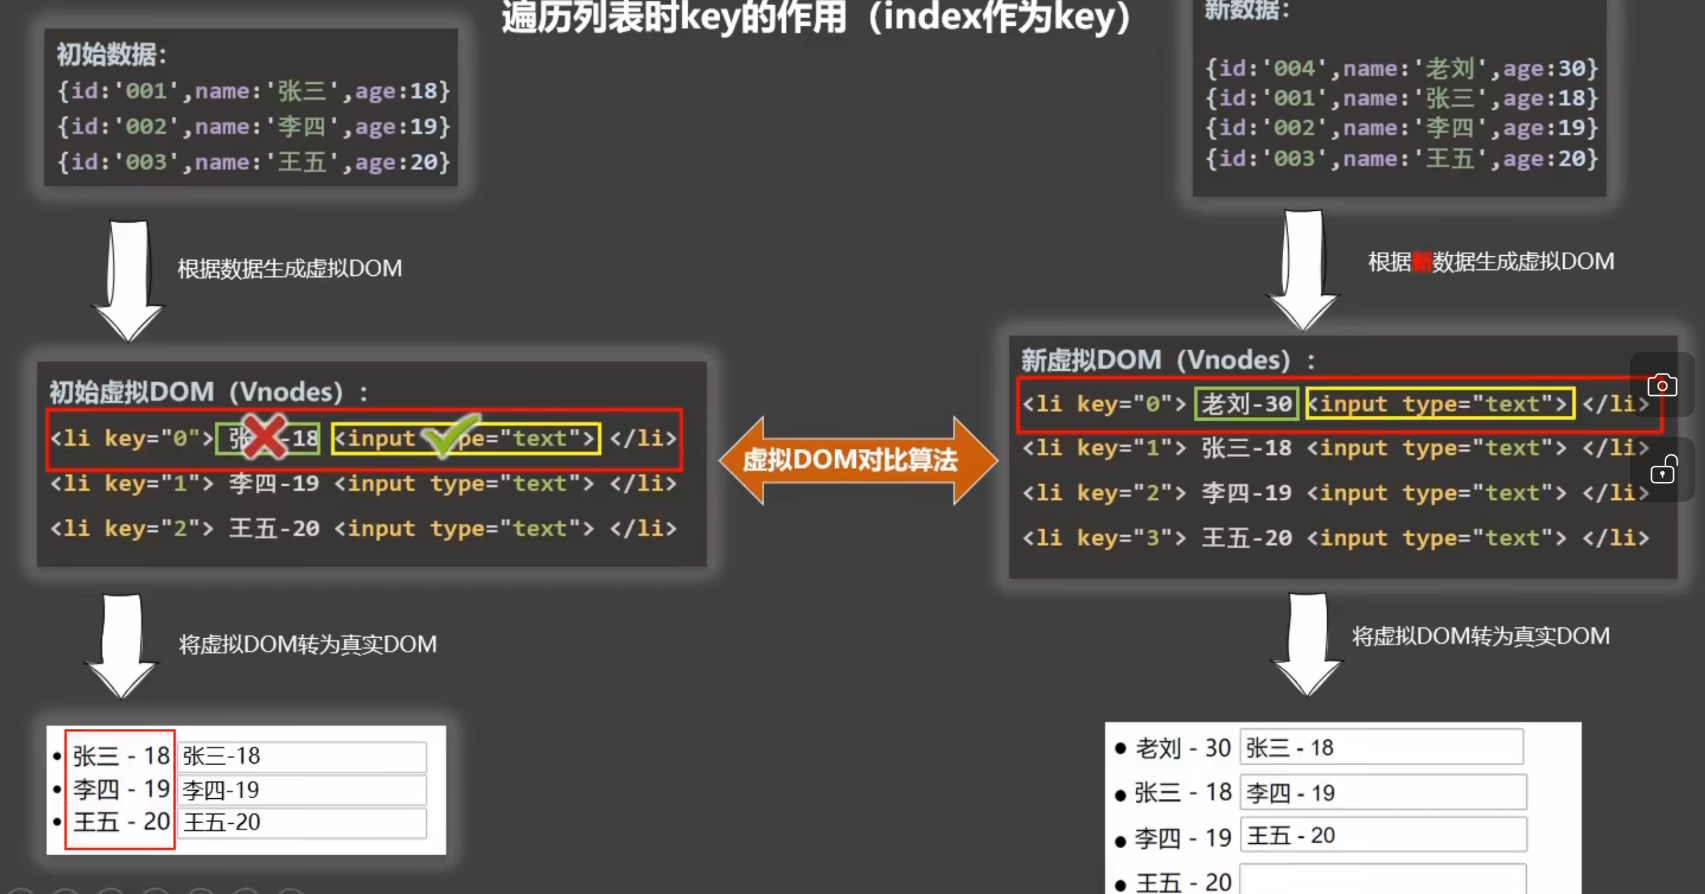 遍历列表时key的作用（index作为key）
初始数据：
{id:'001',name:'张三',age:18}
{id:'002',name:'李四',age:19}
{id:'003',name:'王五',age:20}
根据数据生成虚拟DOM
初始虚拟DOM（Vnodes）：
<li key="0"> 张三-18 <input type="text"> </li>
<li key="1"> 李四-19 <input type="text"> </li>
<li key="2"> 王五-20 <input type="text"> </li>
将虚拟DOM转为真实DOM
张三 - 18 张三-18
李四 - 19 李四-19
王五 - 20 王五-20
虚拟DOM对比算法
新数据：
{id:'004',name:'老刘',age:30}
{id:'001',name:'张三',age:18}
{id:'002',name:'李四',age:19}
{id:'003',name:'王五',age:20}
根据新数据生成虚拟DOM
新虚拟DOM（Vnodes）：
<li key="0"> 老刘-30 <input type="text"> </li>
<li key="1"> 张三-18 <input type="text"> </li>
<li key="2"> 李四-19 <input type="text"> </li>
<li key="3"> 王五-20 <input type="text"> </li>
将虚拟DOM转为真实DOM
老刘 - 30 张三 - 18
张三 - 18 李四 - 19
李四 - 19 王五 - 20
王五 - 20